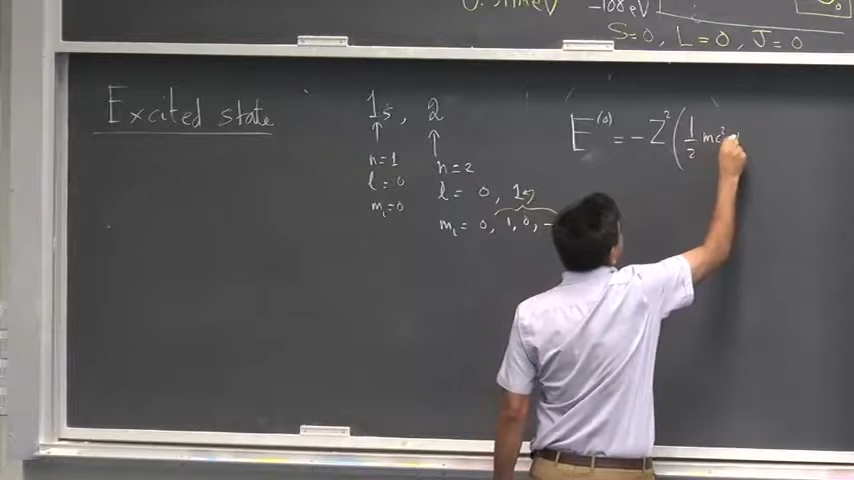 -108 eV
S=0, L=0, J=0
Excited state
1s, 2
n=1
l=0
m_l=0
n=2
l = 0, 1
m_l = 0, 1, 0, -
E^(0) = - Z^2 ( 1/2 mc^2